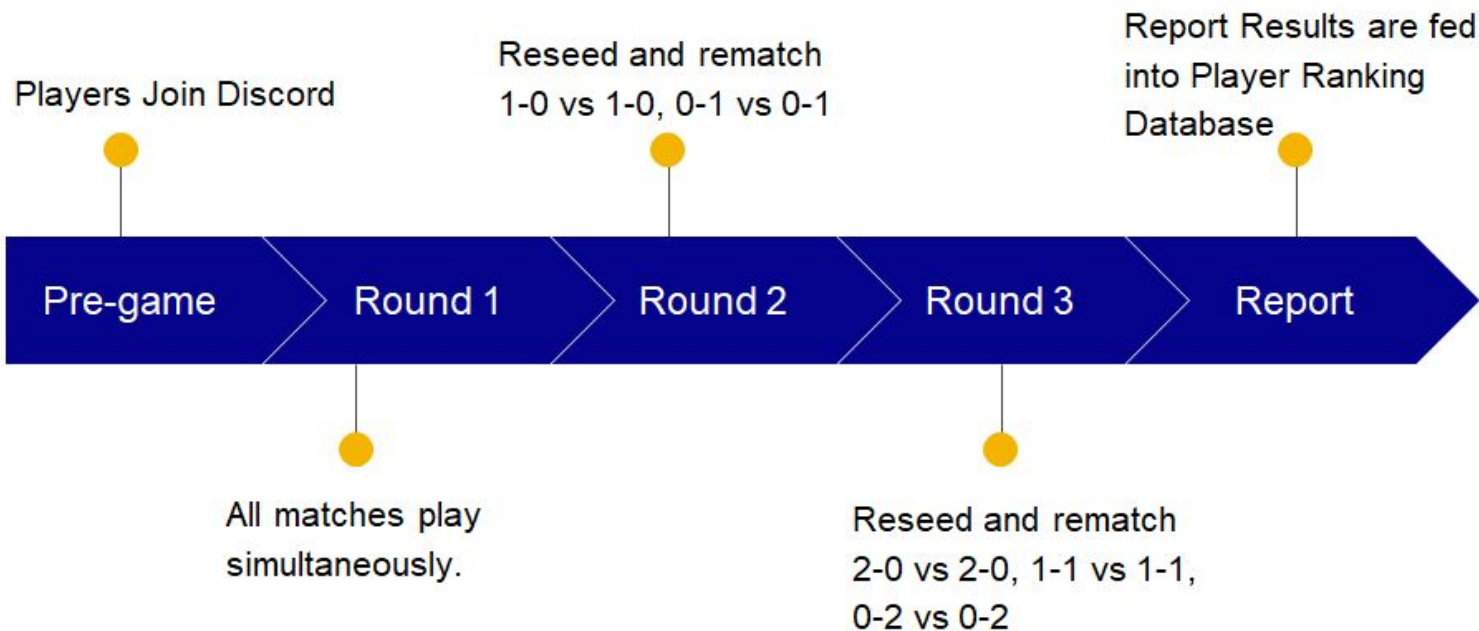 Players Join Discord
Reseed and rematch
1-0 vs 1-0, 0-1 vs 0-1
Report Results are fed
into Player Ranking
Database
Pre-game
Round 1
Round 2
Round 3
Report
All matches play
simultaneously.
Reseed and rematch
2-0 vs 2-0, 1-1 vs 1-1,
0-2 vs 0-2